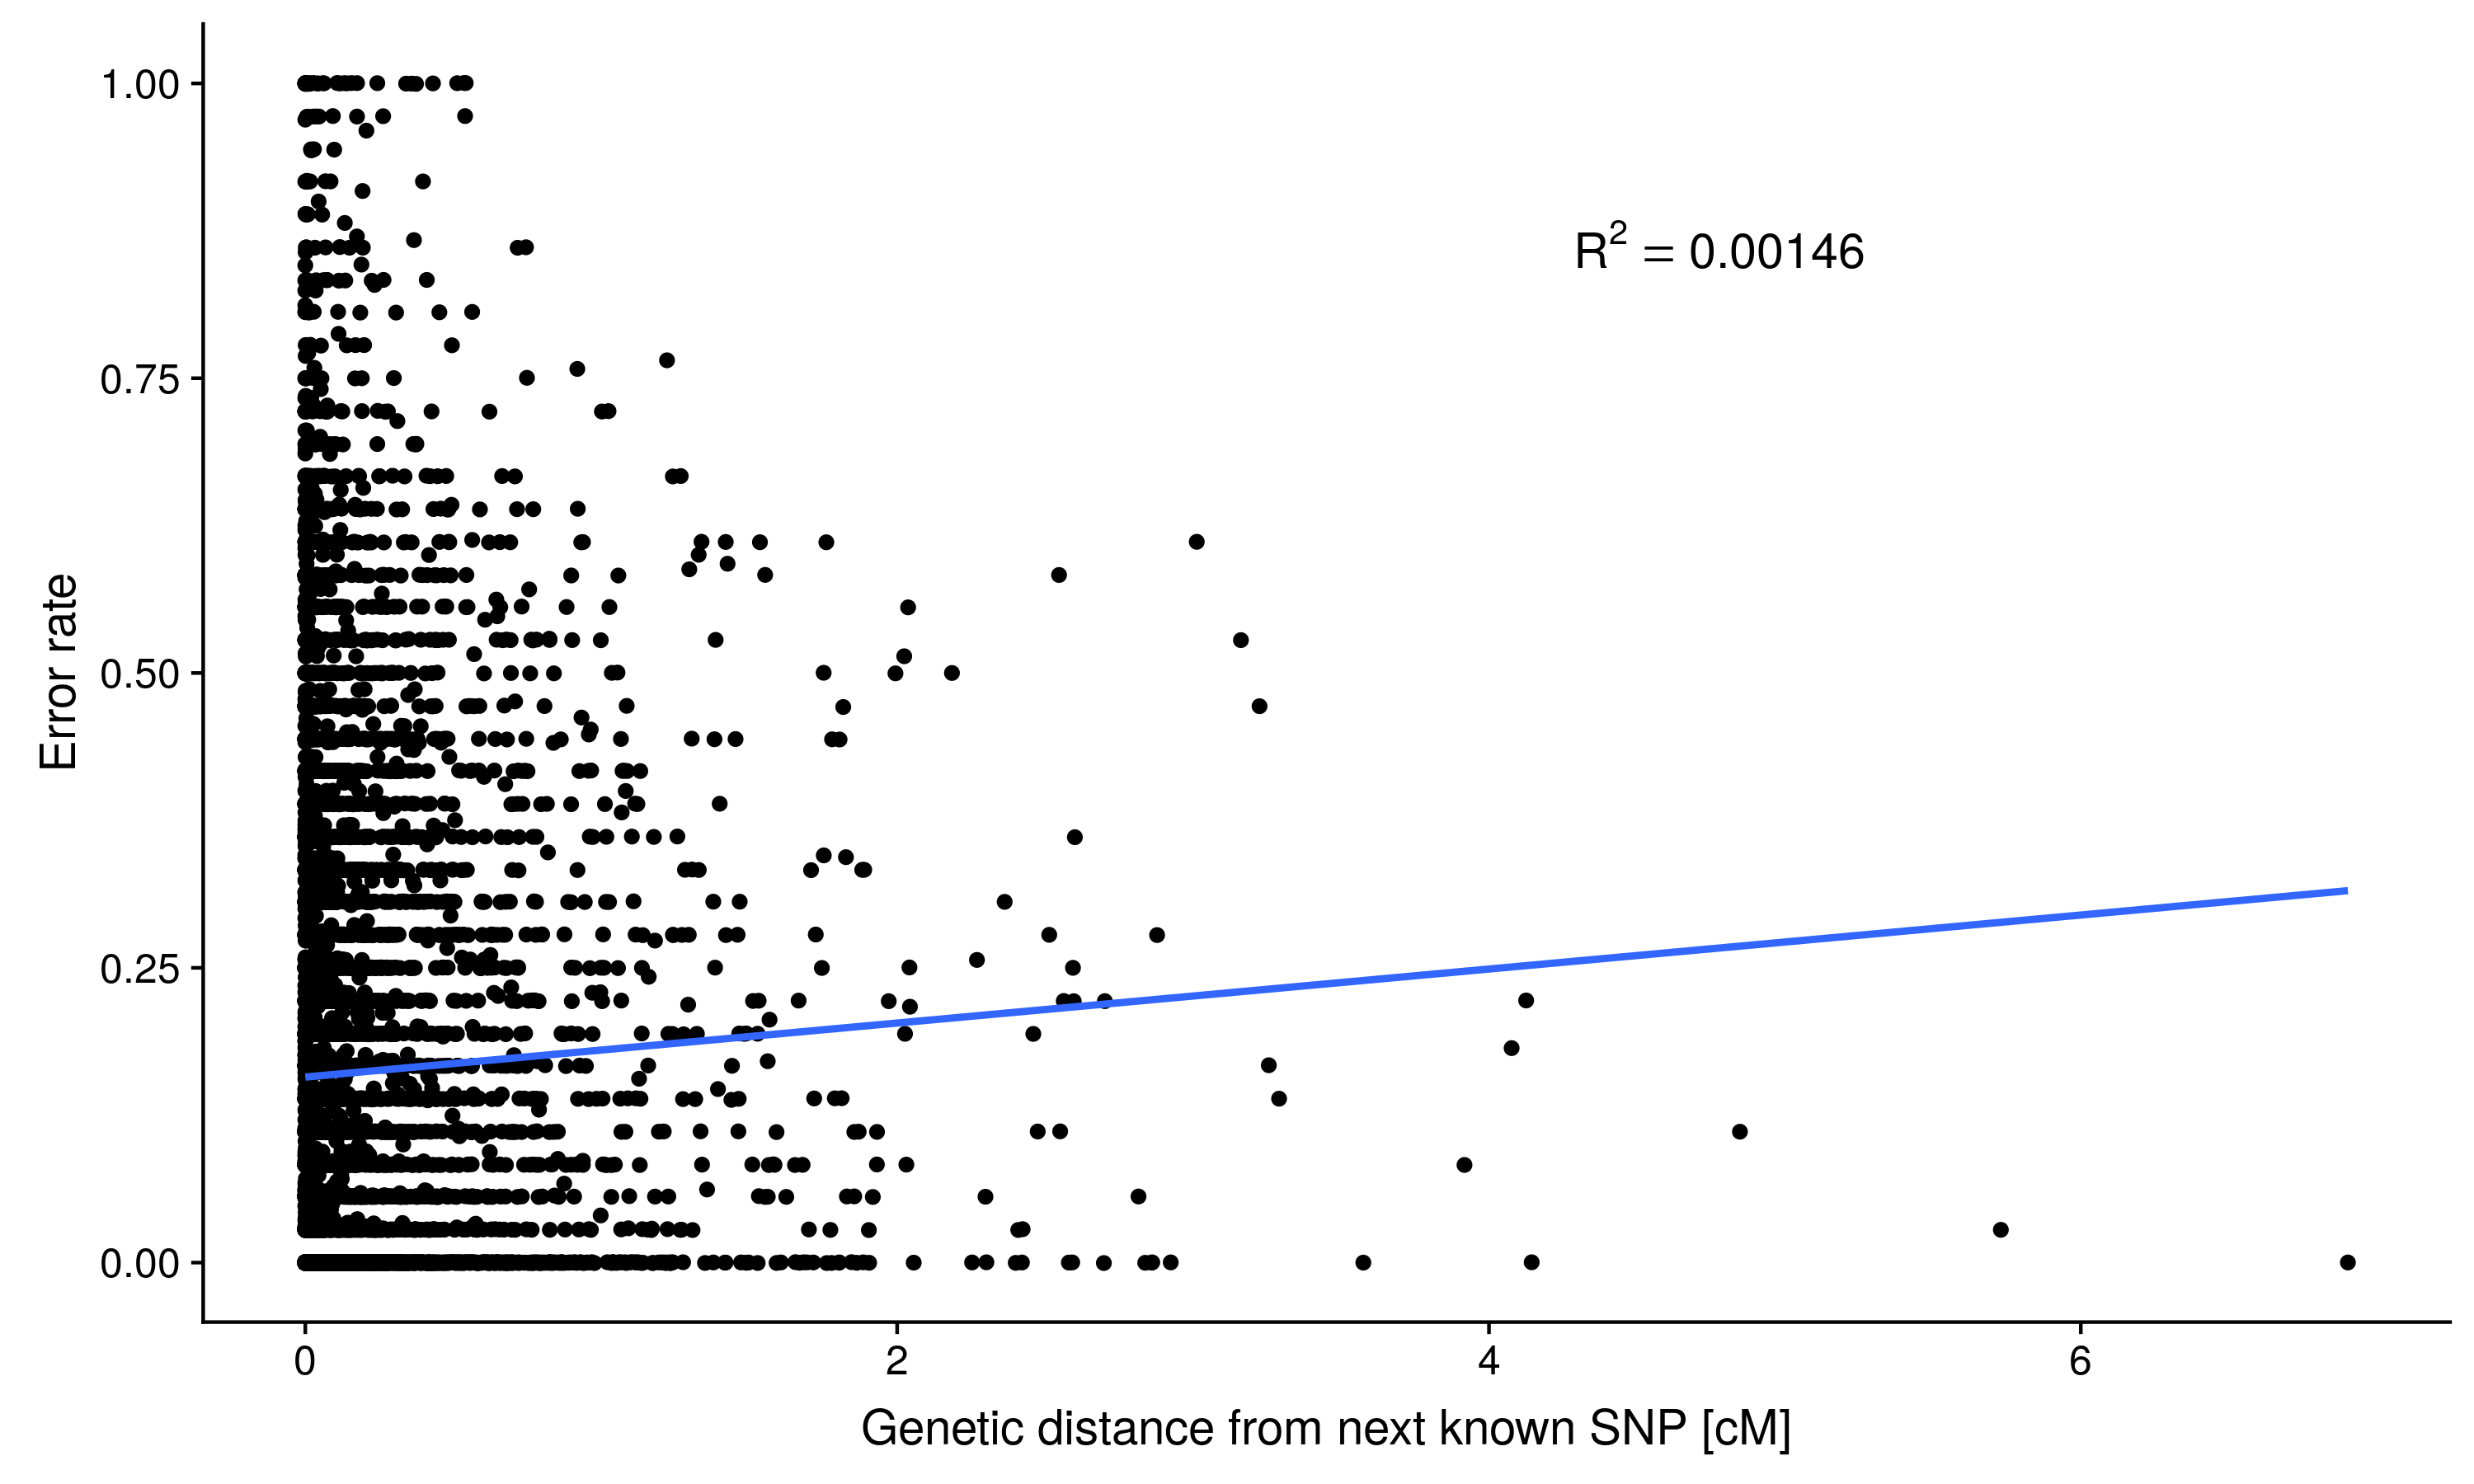 1.00
R² = 0.00146
0.75
Error rate
0.50
0.25
0.00
0 2 4 6
Genetic distance from next known SNP [cM]